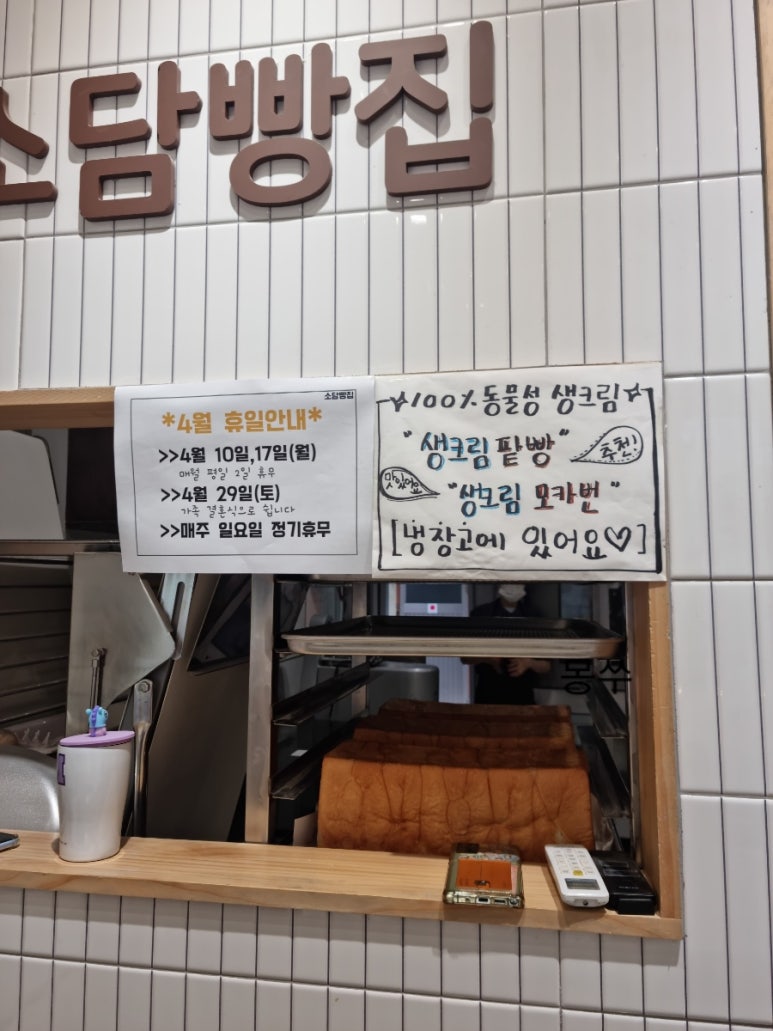 소담빵집
소담빵집
*4월 휴일안내*
>>4월 10일,17일(월)
매월 평일 2일 휴무
>>4월 29일(토)
가족 결혼식으로 쉽니다
>>매주 일요일 정기휴무
100% 동물성 생크림
"생크림 팥빵"
추천!
맛있어요
"생크림 모카번"
[냉장고에 있어요♡]